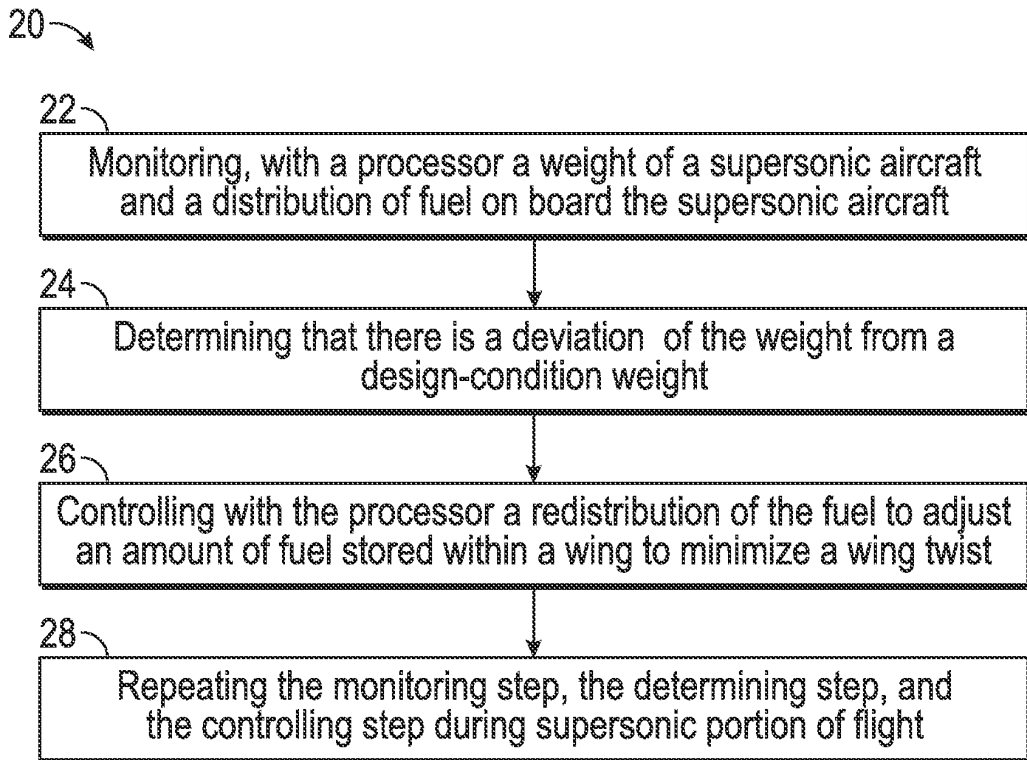 20
22
Monitoring, with a processor a weight of a supersonic aircraft
and a distribution of fuel on board the supersonic aircraft
24
Determining that there is a deviation of the weight from a
design-condition weight
26
Controlling with the processor a redistribution of the fuel to adjust
an amount of fuel stored within a wing to minimize a wing twist
28
Repeating the monitoring step, the determining step, and
the controlling step during supersonic portion of flight